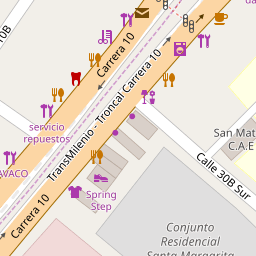 Carrera 10
TransMilenio - Troncal Carrera 10
10B
servicio
repuestos
San Mat
C.A.E
Calle 30B Sur
AVACO
Spring
Step
Carrera 10
Conjunto
Residencial
Santa Margarita